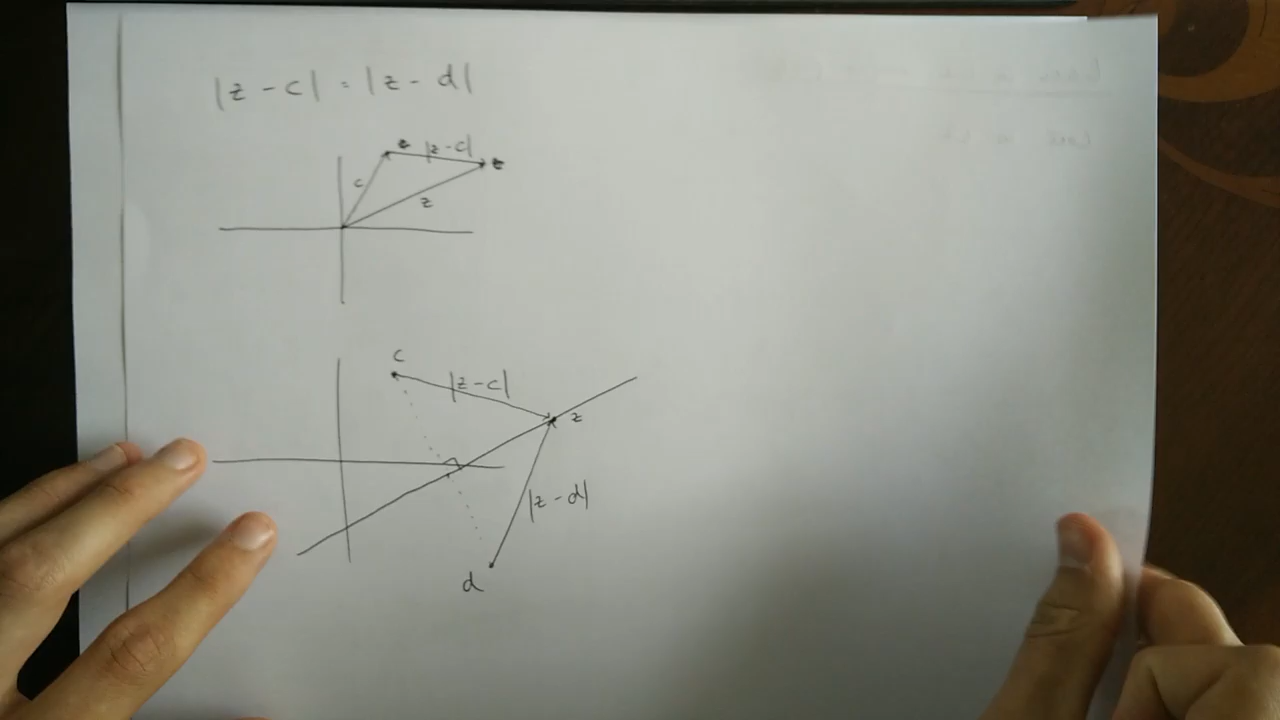 |z - c| = |z - d|
|z - c|
c
z
c
|z - c|
z
|z - d|
d